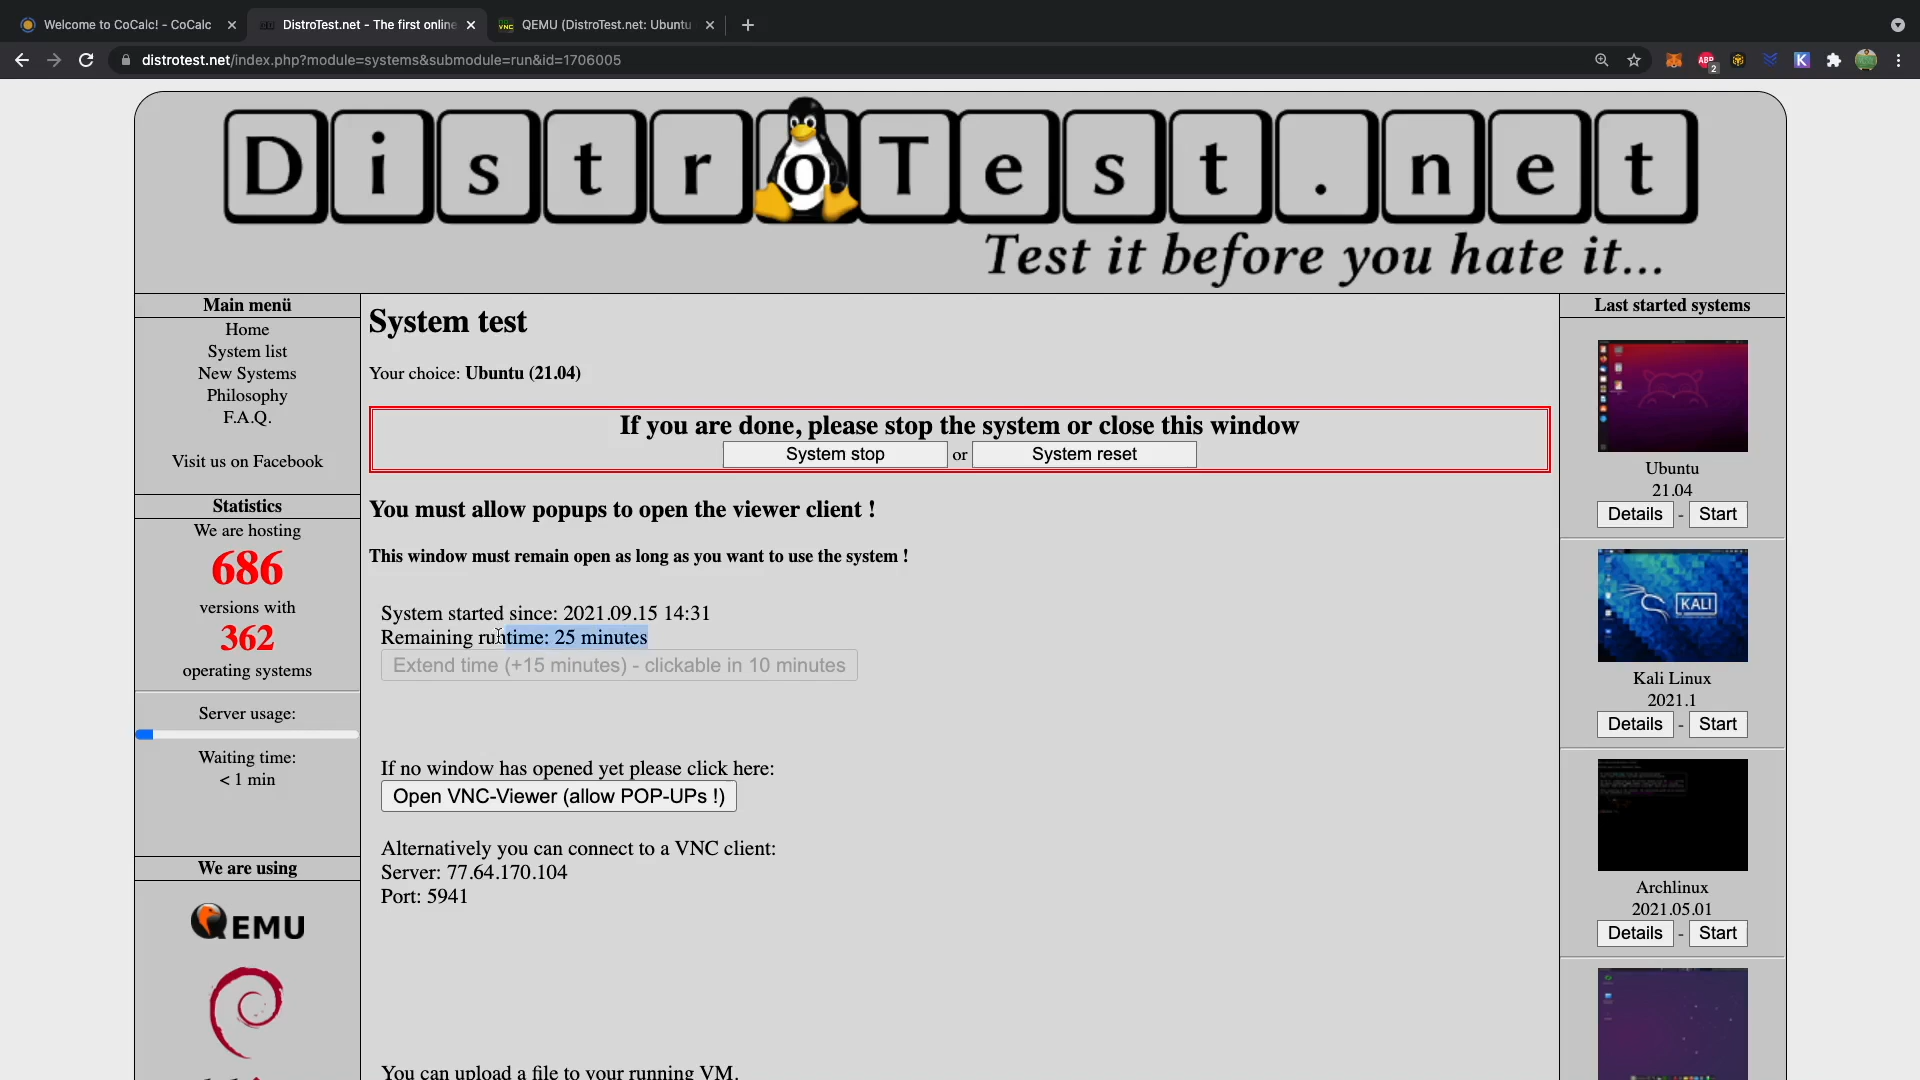 Welcome to CoCalc! - CoCalc
DistroTest.net - The first online
QEMU (DistroTest.net: Ubuntu
distrotest.net/index.php?module=systems&submodule=run&id=1706005
ABP
2
K
DistroTest.net
Test it before you hate it...
Main menü
Home
System list
New Systems
Philosophy
F.A.Q.
Visit us on Facebook
Statistics
We are hosting
686
versions with
362
operating systems
Server usage:
Waiting time:
< 1 min
We are using
QEMU
System test
Your choice: Ubuntu (21.04)
If you are done, please stop the system or close this window
System stop or System reset
You must allow popups to open the viewer client !
This window must remain open as long as you want to use the system !
System started since: 2021.09.15 14:31
Remaining runtime: 25 minutes
Extend time (+15 minutes) - clickable in 10 minutes
If no window has opened yet please click here:
Open VNC-Viewer (allow POP-UPs !)
Alternatively you can connect to a VNC client:
Server: 77.64.170.104
Port: 5941
You can upload a file to your running VM.
Last started systems
Ubuntu
21.04
Details - Start
KALI
Kali Linux
2021.1
Details - Start
Archlinux
2021.05.01
Details - Start